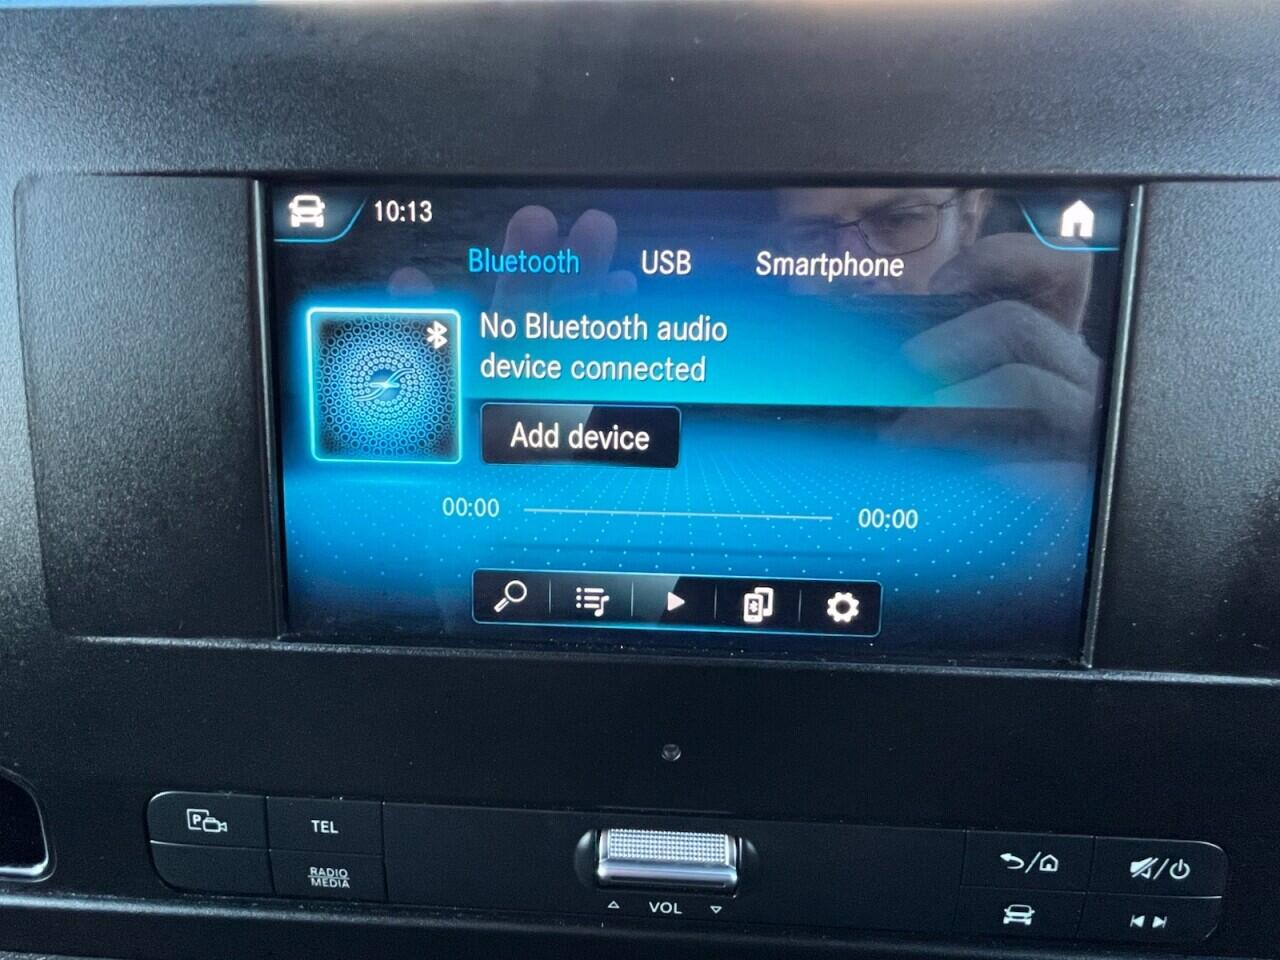 10:13
Bluetooth USB Smartphone
No Bluetooth audio
device connected
Add device
00:00 00:00
P
TEL
RADIO
MEDIA
VOL